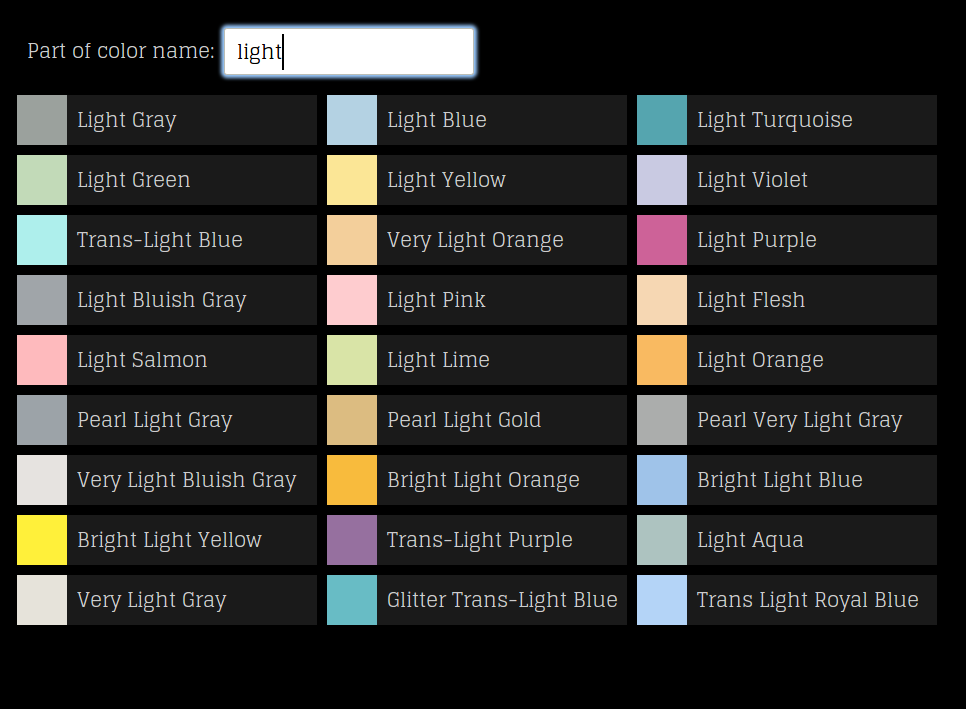 Part of color name: light
Light Gray
Light Blue
Light Turquoise
Light Green
Light Yellow
Light Violet
Trans-Light Blue
Very Light Orange
Light Purple
Light Bluish Gray
Light Pink
Light Flesh
Light Salmon
Light Lime
Light Orange
Pearl Light Gray
Pearl Light Gold
Pearl Very Light Gray
Very Light Bluish Gray
Bright Light Orange
Bright Light Blue
Bright Light Yellow
Trans-Light Purple
Light Aqua
Very Light Gray
Glitter Trans-Light Blue
Trans Light Royal Blue